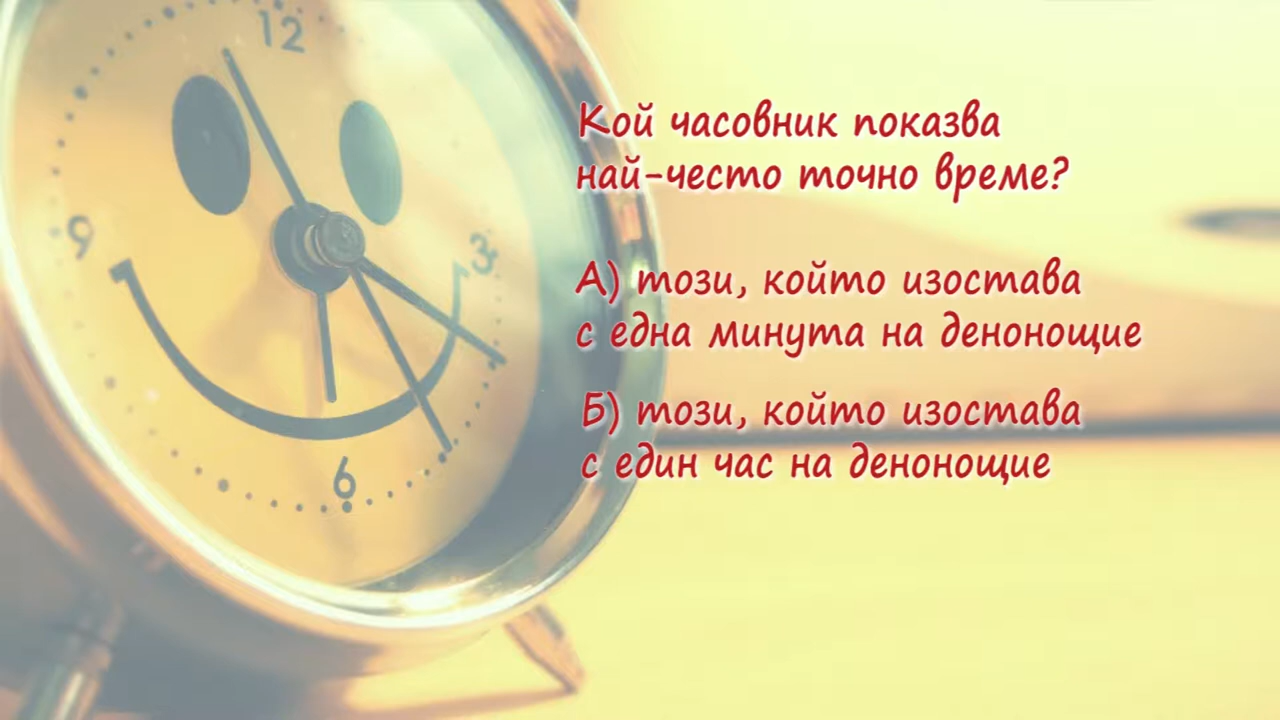 12
9
3
6
Кой часовник показва
най-често точно време?
А) този, който изостава
с една минута на денонощие
Б) този, който изостава
с един час на денонощие